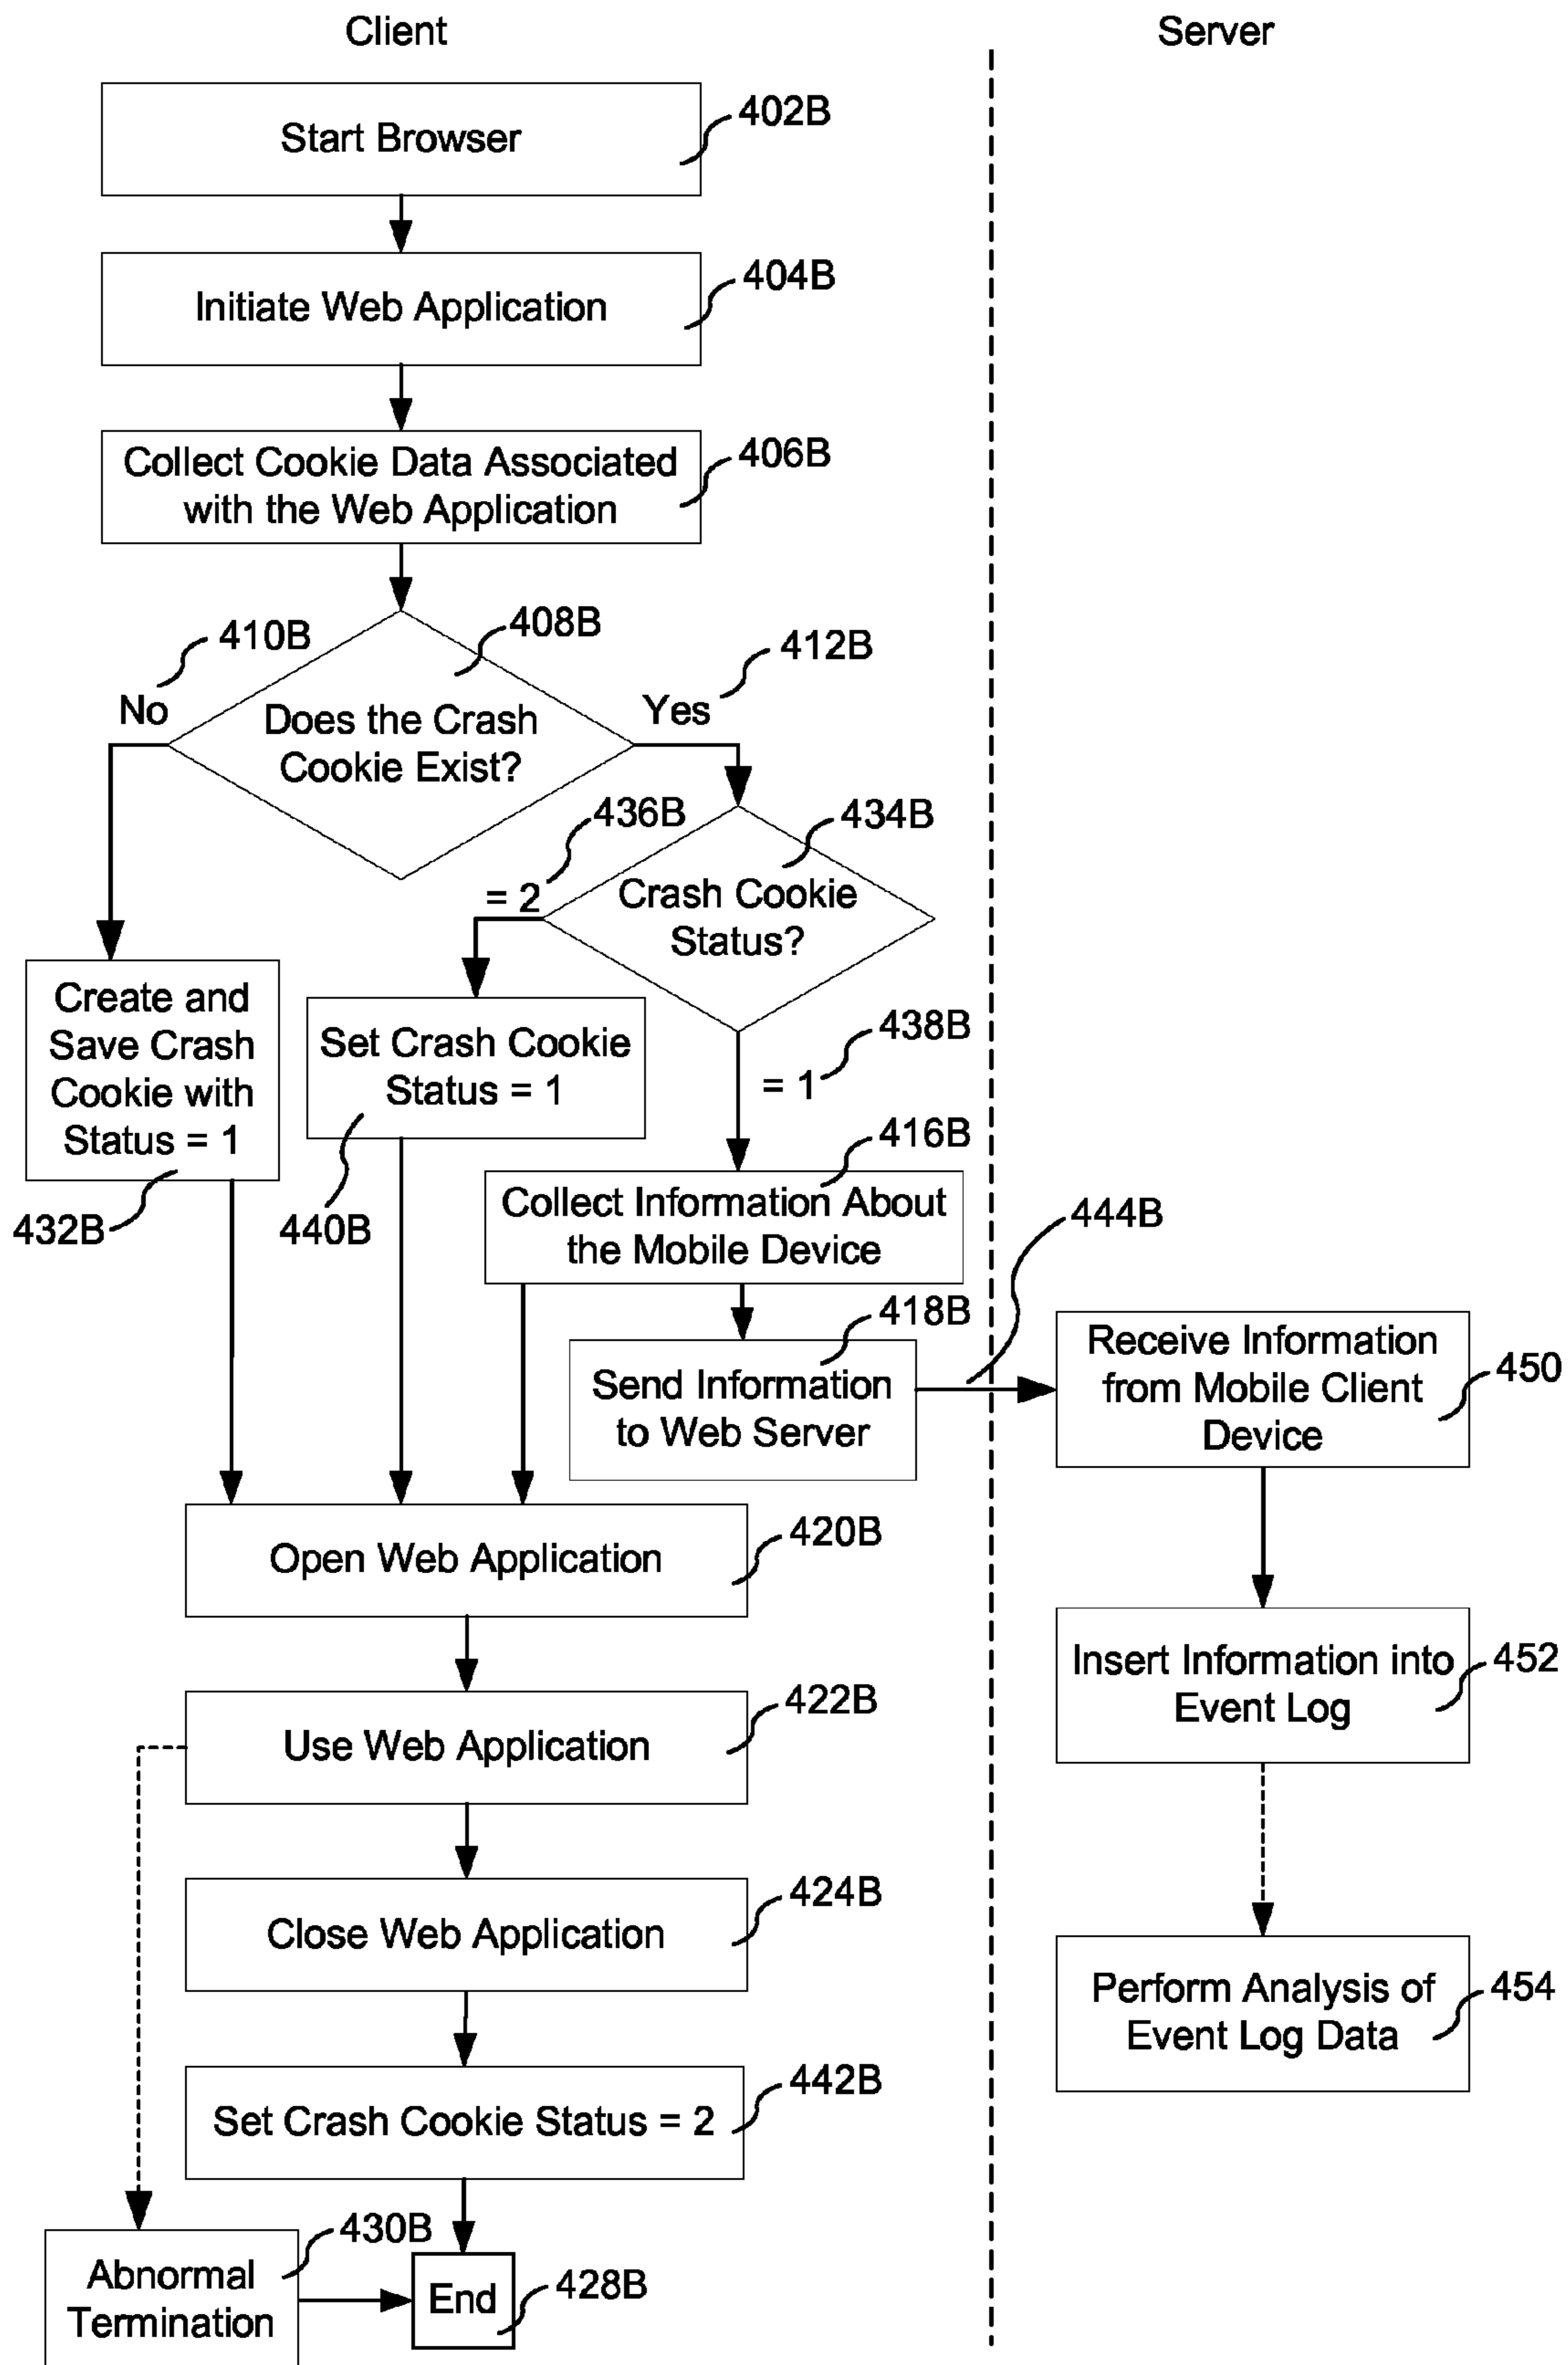 Client
Server
Start Browser
402B
Initiate Web Application
404B
Collect Cookie Data Associated
with the Web Application
406B
410B
408B
412B
No
Yes
Does the Crash
Cookie Exist?
436B
434B
= 2
Crash Cookie
Status?
Create and
Save Crash
Cookie with
Status = 1
432B
Set Crash Cookie
Status = 1
440B
438B
= 1
416B
Collect Information About
the Mobile Device
444B
418B
Send Information
to Web Server
Receive Information
from Mobile Client
Device
450
Open Web Application
420B
Insert Information into
Event Log
452
Use Web Application
422B
Close Web Application
424B
Perform Analysis of
Event Log Data
454
Set Crash Cookie Status = 2
442B
430B
Abnormal
Termination
End
428B